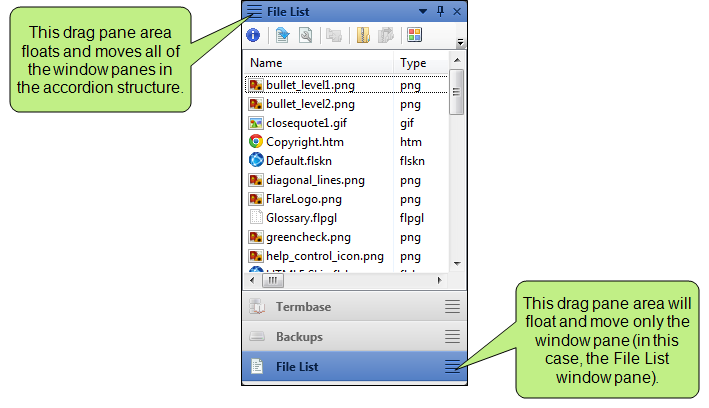 This drag pane area
floats and moves all of
the window panes in
the accordion structure.
File List
Name Type
bullet_level1.png png
bullet_level2.png png
closequote1.gif gif
Copyright.htm htm
Default.flskn flskn
diagonal_lines.png png
FlareLogo.png png
Glossary.flpgl flpgl
greencheck.png png
help_control_icon.png png
Termbase
Backups
File List
This drag pane area will
float and move only the
window pane (in this
case, the File List
window pane).